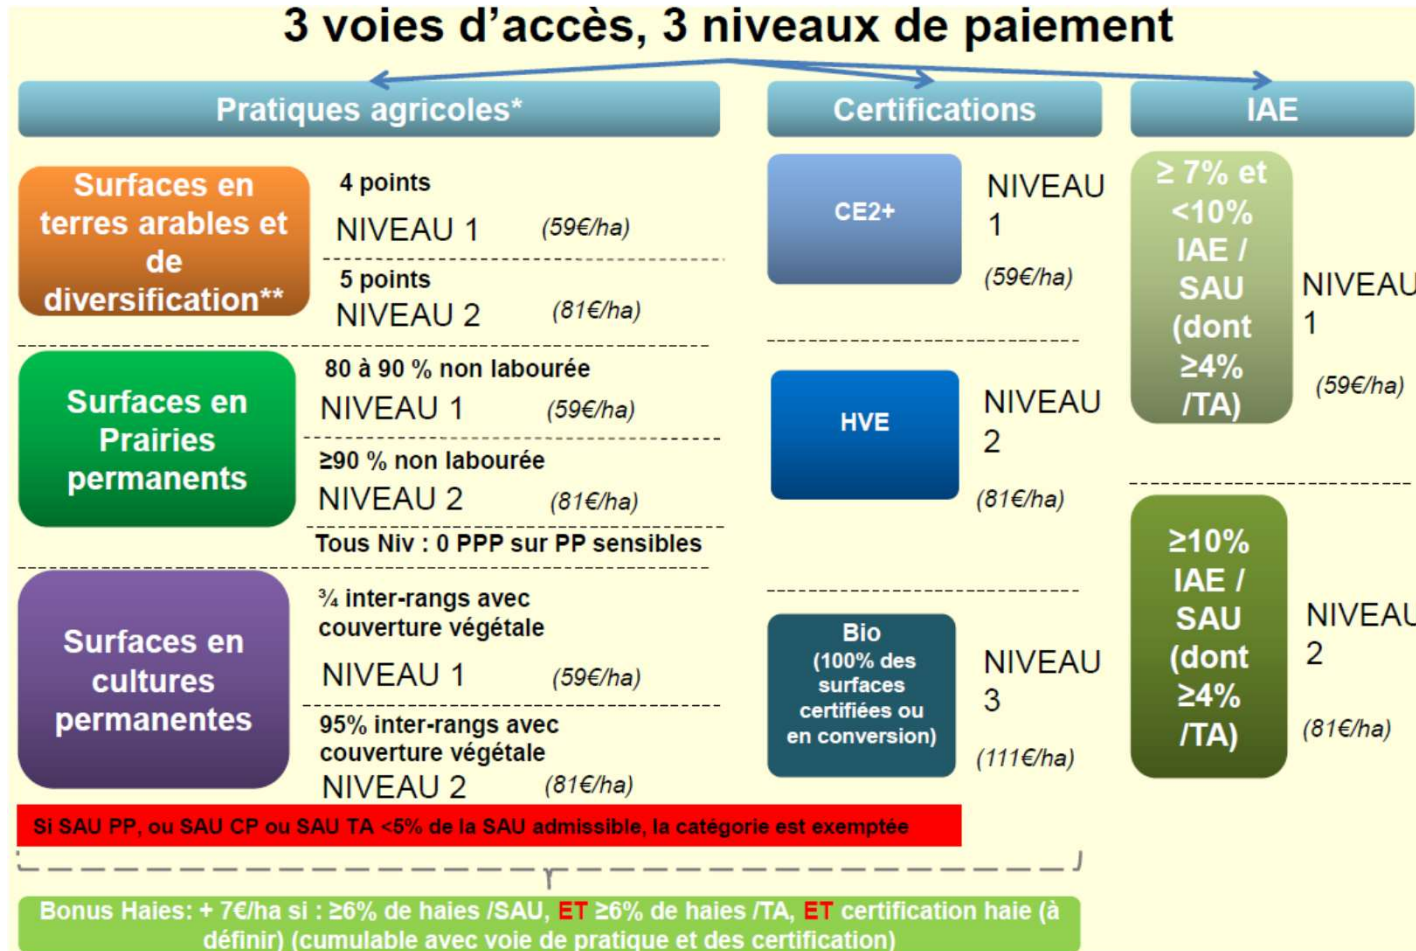 3 voies d’accès, 3 niveaux de paiement
Pratiques agricoles*
Surfaces en
terres arables et
de
diversification**
4 points
NIVEAU 1 (59€/ha)
5 points
NIVEAU 2 (81€/ha)
Surfaces en
Prairies
permanents
80 à 90 % non labourée
NIVEAU 1 (59€/ha)
≥90 % non labourée
NIVEAU 2 (81€/ha)
Tous Niv : 0 PPP sur PP sensibles
Surfaces en
cultures
permanentes
¾ inter-rangs avec
couverture végétale
NIVEAU 1 (59€/ha)
95% inter-rangs avec
couverture végétale
NIVEAU 2 (81€/ha)
Certifications
CE2+
NIVEAU
1
(59€/ha)
HVE
NIVEAU
2
(81€/ha)
Bio
(100% des
surfaces
certifiées ou
en conversion)
NIVEAU
3
(111€/ha)
IAE
≥ 7% et
<10%
IAE /
SAU
(dont
≥4%
/TA)
NIVEAU
1
(59€/ha)
≥10%
IAE /
SAU
(dont
≥4%
/TA)
NIVEAU
2
(81€/ha)
Si SAU PP, ou SAU CP ou SAU TA <5% de la SAU admissible, la catégorie est exemptée
Bonus Haies: + 7€/ha si : ≥6% de haies /SAU, ET ≥6% de haies /TA, ET certification haie (à
définir) (cumulable avec voie de pratique et des certification)